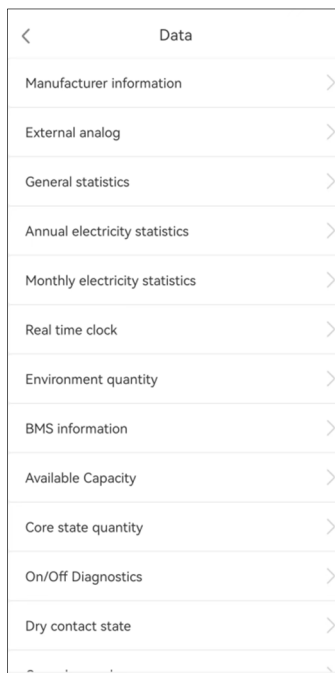 Data
Manufacturer information
External analog
General statistics
Annual electricity statistics
Monthly electricity statistics
Real time clock
Environment quantity
BMS information
Available Capacity
Core state quantity
On/Off Diagnostics
Dry contact state